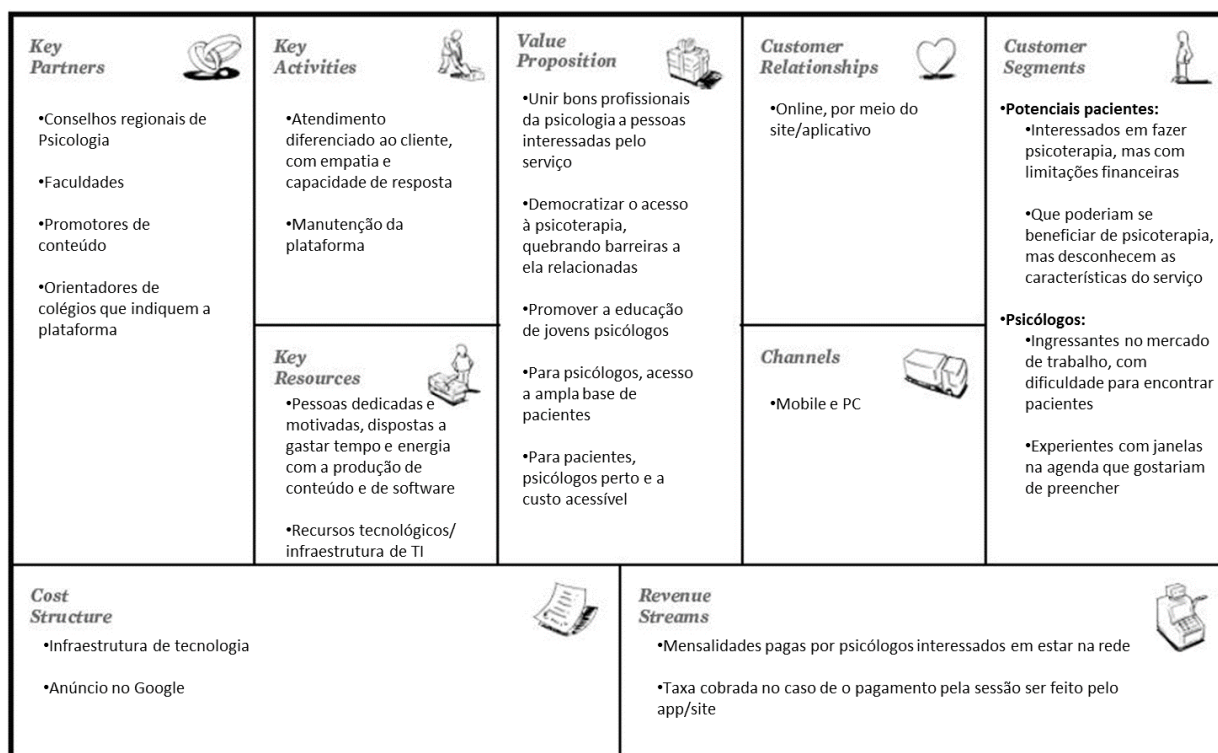 Key
Partners
•Conselhos regionais de
Psicologia
•Faculdades
•Promotores de
conteúdo
•Orientadores de
colégios que indiquem a
plataforma
Key
Activities
•Atendimento
diferenciado ao cliente,
com empatia e
capacidade de resposta
•Manutenção da
plataforma
Key
Resources
•Pessoas dedicadas e
motivadas, dispostas a
gastar tempo e energia
com a produção de
conteúdo e de software
•Recursos tecnológicos/
infraestrutura de TI
Value
Proposition
•Unir bons profissionais
da psicologia a pessoas
interessadas pelo
serviço
•Democratizar o acesso
à psicoterapia,
quebrando barreiras a
ela relacionadas
•Promover a educação
de jovens psicólogos
•Para psicólogos, acesso
a ampla base de
pacientes
•Para pacientes,
psicólogos perto e a
custo acessível
Customer
Relationships
•Online, por meio do
site/aplicativo
Channels
•Mobile e PC
Customer
Segments
•Potenciais pacientes:
•Interessados em fazer
psicoterapia, mas com
limitações financeiras
•Que poderiam se
beneficiar de psicoterapia,
mas desconhecem as
características do serviço
•Psicólogos:
•Ingressantes no mercado
de trabalho, com
dificuldade para encontrar
pacientes
•Experientes com janelas
na agenda que gostariam
de preencher
Cost
Structure
•Infraestrutura de tecnologia
•Anúncio no Google
Revenue
Streams
•Mensalidades pagas por psicólogos interessados em estar na rede
•Taxa cobrada no caso de o pagamento pela sessão ser feito pelo
app/site